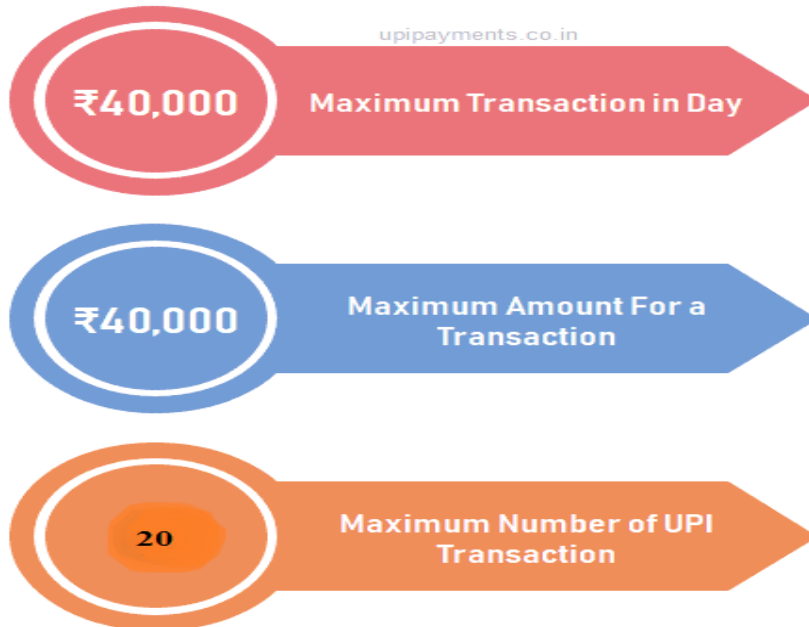 upipayments.co.in
₹40,000
Maximum Transaction in Day
₹40,000
Maximum Amount For a
Transaction
20
Maximum Number of UPI
Transaction